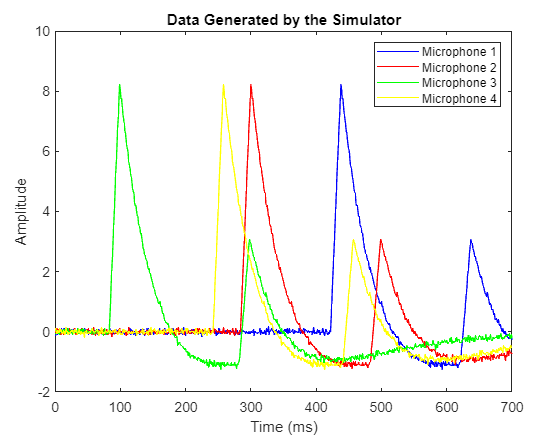 Data Generated by the Simulator
10
8
6
4
2
0
-2
Amplitude
Microphone 1
Microphone 2
Microphone 3
Microphone 4
0 100 200 300 400 500 600 700
Time (ms)